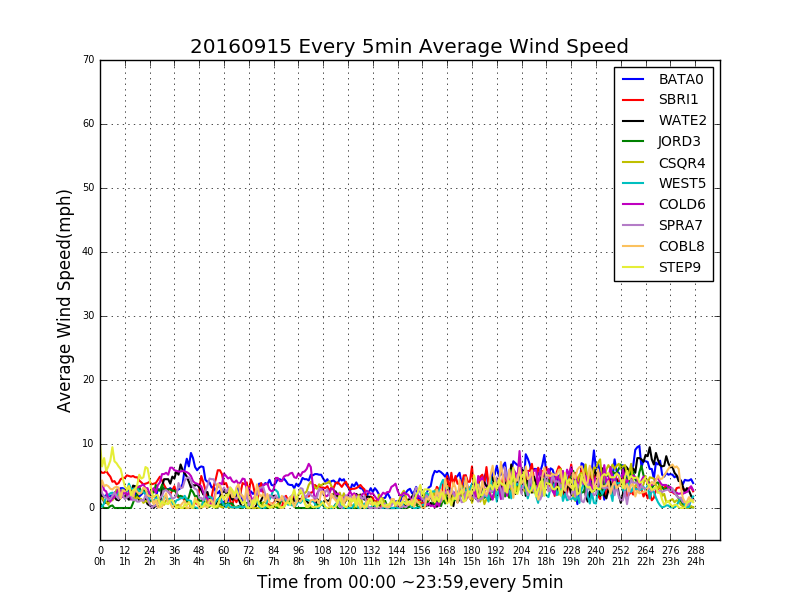 20160915 Every 5min Average Wind Speed
70
60
50
40
30
20
10
0
Average Wind Speed(mph)
BATA0
SBRI1
WATE2
JORD3
CSQR4
WEST5
COLD6
SPRA7
COBL8
STEP9
0 12 24 36 48 60 72 84 96 108 120 132 144 156 168 180 192 204 216 228 240 252 264 276 288
0h 1h 2h 3h 4h 5h 6h 7h 8h 9h 10h 11h 12h 13h 14h 15h 16h 17h 18h 19h 20h 21h 22h 23h 24h
Time from 00:00 ~23:59,every 5min